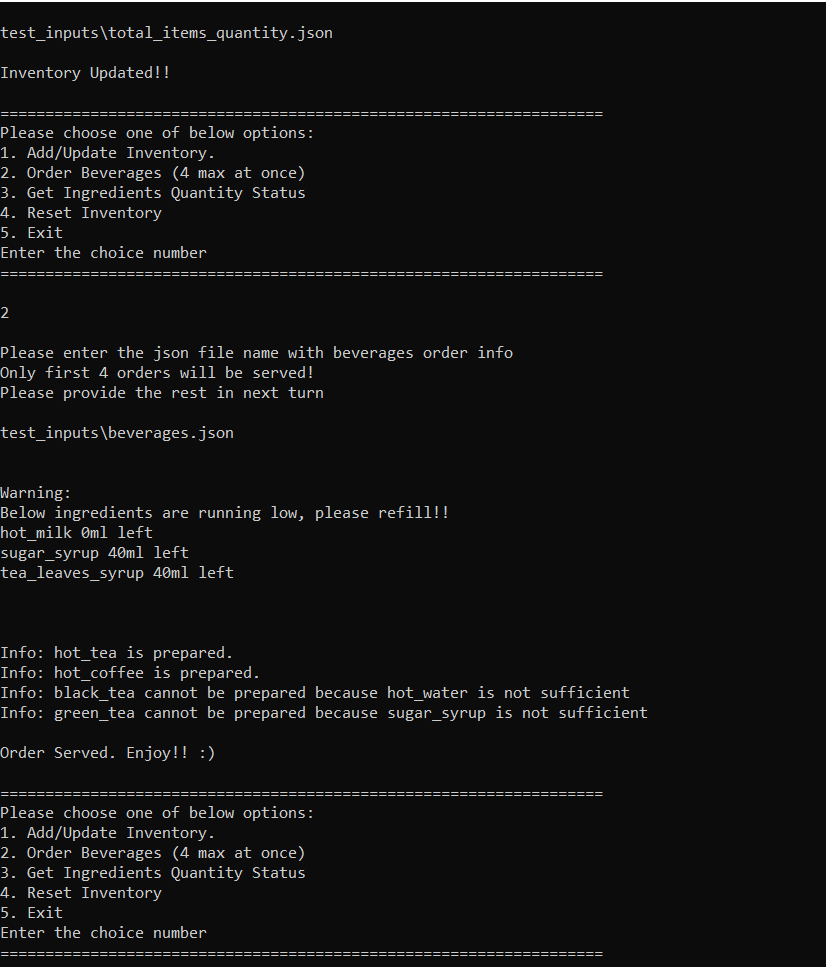 test_inputs\total_items_quantity.json
Inventory Updated!!
===================================================================
Please choose one of below options:
1. Add/Update Inventory.
2. Order Beverages (4 max at once)
3. Get Ingredients Quantity Status
4. Reset Inventory
5. Exit
Enter the choice number
===================================================================
2
Please enter the json file name with beverages order info
Only first 4 orders will be served!
Please provide the rest in next turn
test_inputs\beverages.json
Warning:
Below ingredients are running low, please refill!!
hot_milk 0ml left
sugar_syrup 40ml left
tea_leaves_syrup 40ml left
Info: hot_tea is prepared.
Info: hot_coffee is prepared.
Info: black_tea cannot be prepared because hot_water is not sufficient
Info: green_tea cannot be prepared because sugar_syrup is not sufficient
Order Served. Enjoy!! :)
===================================================================
Please choose one of below options:
1. Add/Update Inventory.
2. Order Beverages (4 max at once)
3. Get Ingredients Quantity Status
4. Reset Inventory
5. Exit
Enter the choice number
===================================================================